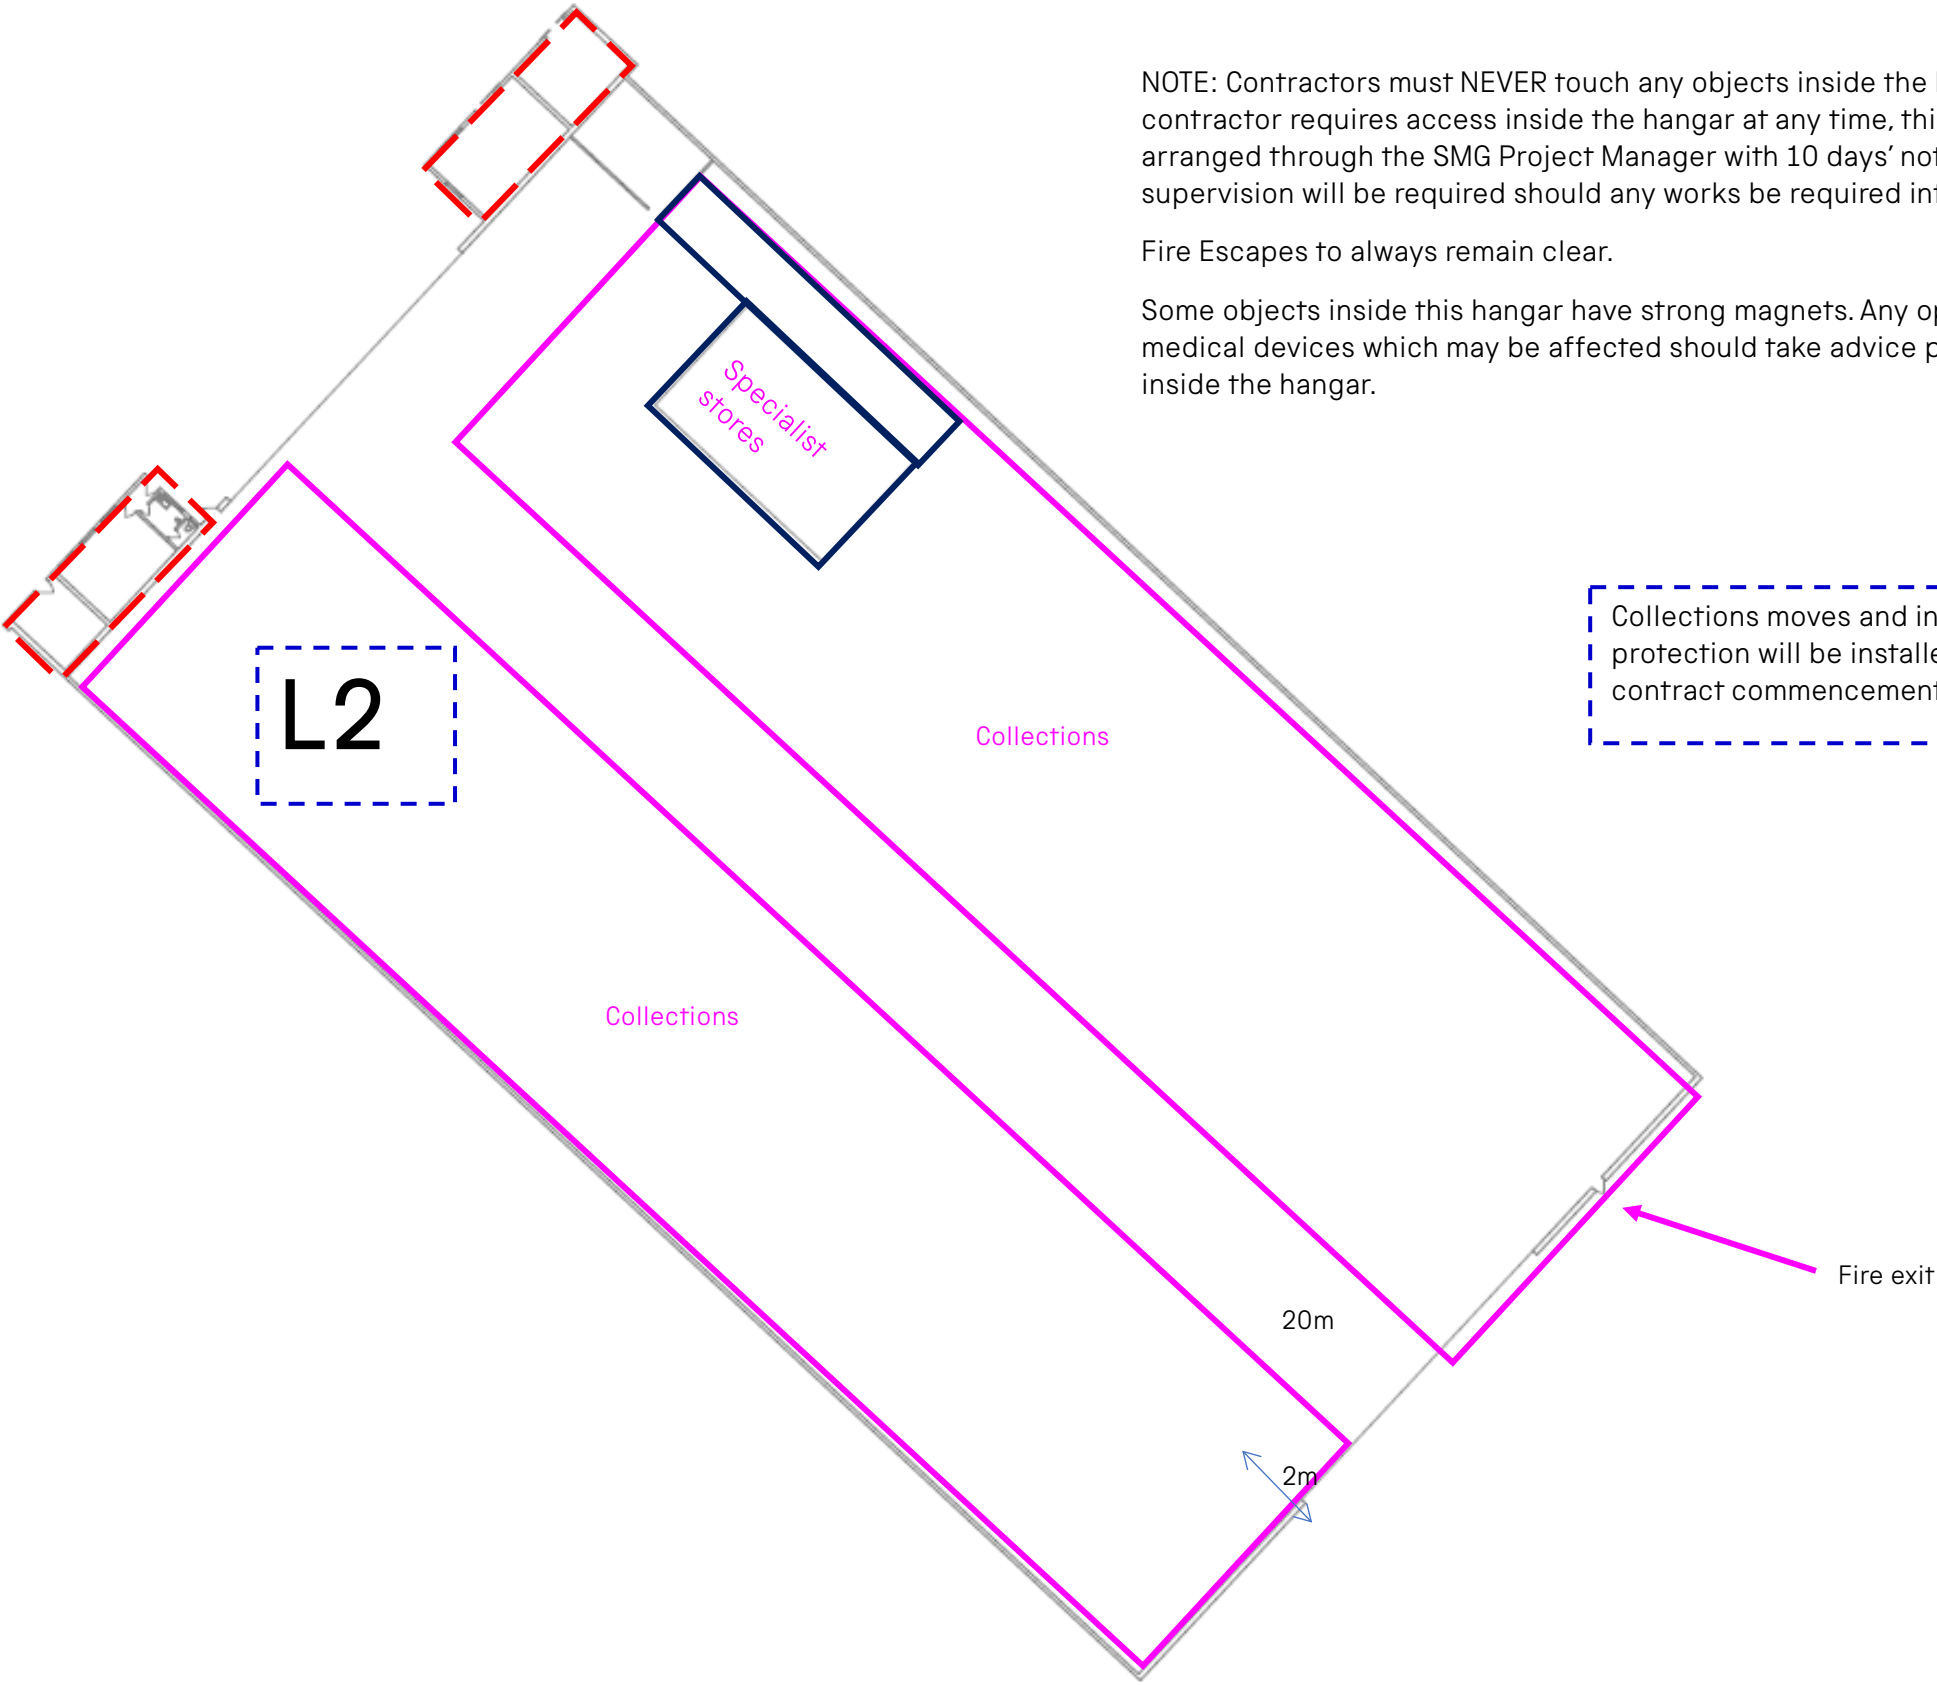 NOTE: Contractors must NEVER touch any objects inside the
contractor requires access inside the hangar at any time, thi
arranged through the SMG Project Manager with 10 days’ not
supervision will be required should any works be required int
Fire Escapes to always remain clear.
Some objects inside this hangar have strong magnets. Any op
medical devices which may be affected should take advice p
inside the hangar.
Specialist
stores
Collections moves and in
protection will be installe
contract commencement
L2
Collections
Collections
Fire exit
20m
2m